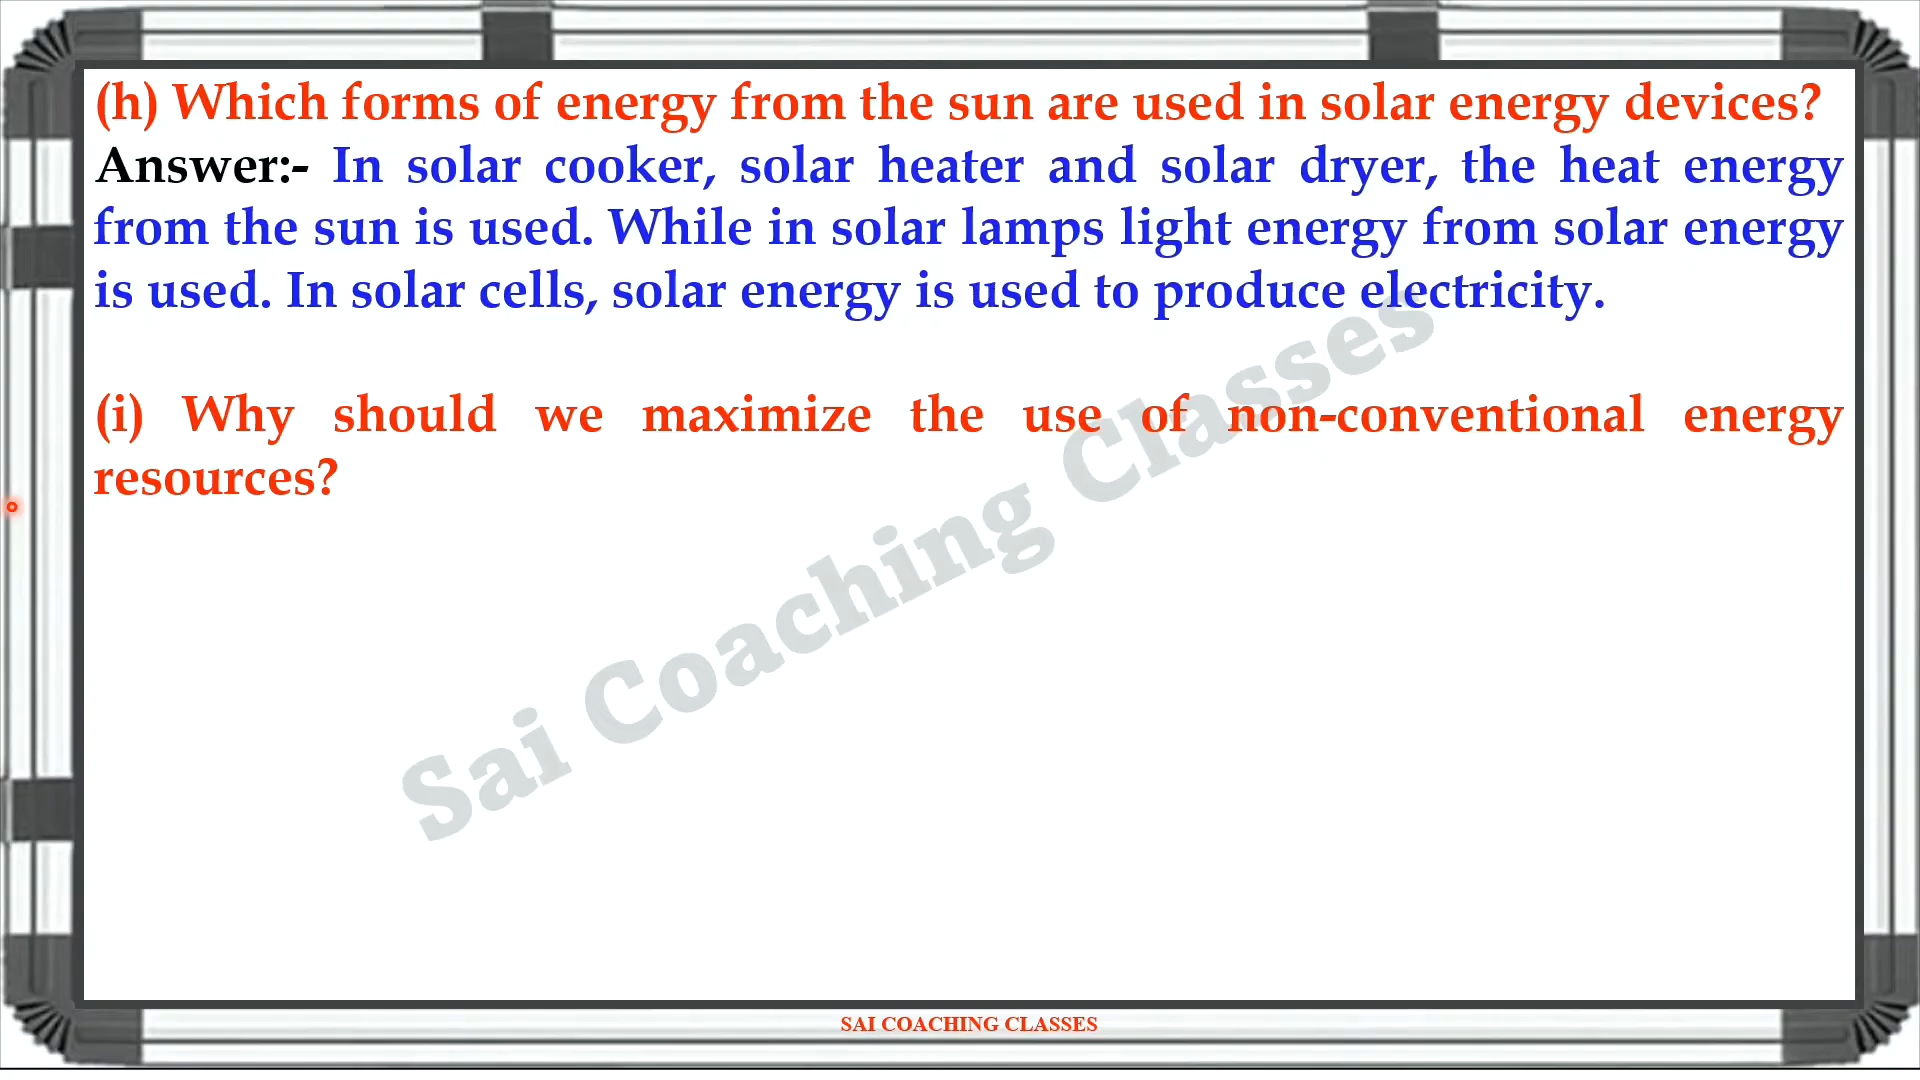 (h) Which forms of energy from the sun are used in solar energy devices?
Answer:- In solar cooker, solar heater and solar dryer, the heat energy
from the sun is used. While in solar lamps light energy from solar energy
is used. In solar cells, solar energy is used to produce electricity.
(i) Why should we maximize the use of non-conventional energy
resources?
Sai Coaching Classes
SAI COACHING CLASSES